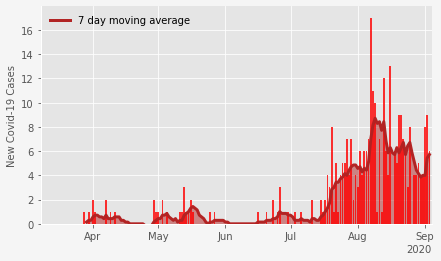 7 day moving average
New Covid-19 Cases
16
14
12
10
8
6
4
2
0
Apr
May
Jun
Jul
Aug
Sep
2020